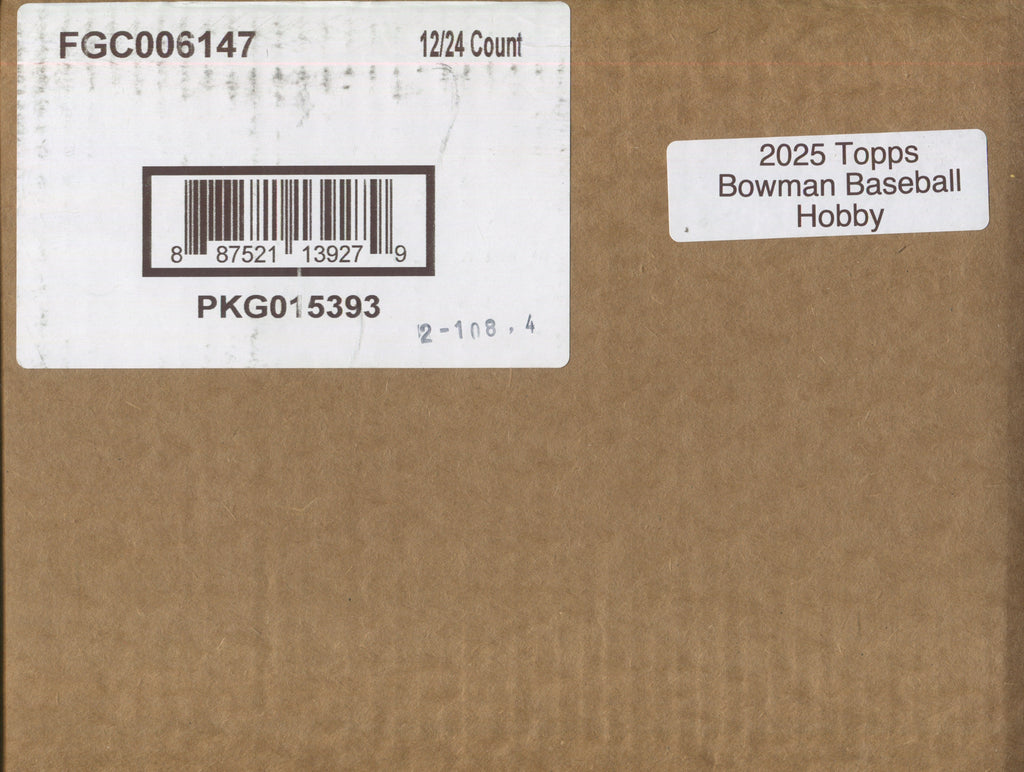 FGC006147
12/24 Count
8 87521 13927 9
PKG015393
2-108.4
2025 Topps
Bowman Baseball
Hobby